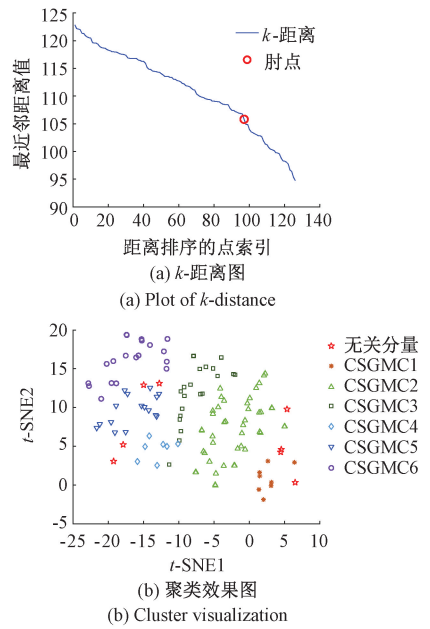 125
120
115
110
105
100
95
90
最近邻距离值
k-距离
肘点
0 20 40 60 80 100 120 140
距离排序的点索引
(a) k-距离图
(a) Plot of k-distance
20
15
10
5
0
-5
t-SNE2
无关分量
CSGMC1
CSGMC2
CSGMC3
CSGMC4
CSGMC5
CSGMC6
-25 -20 -15 -10 -5 0 5 10
t-SNE1
(b) 聚类效果图
(b) Cluster visualization